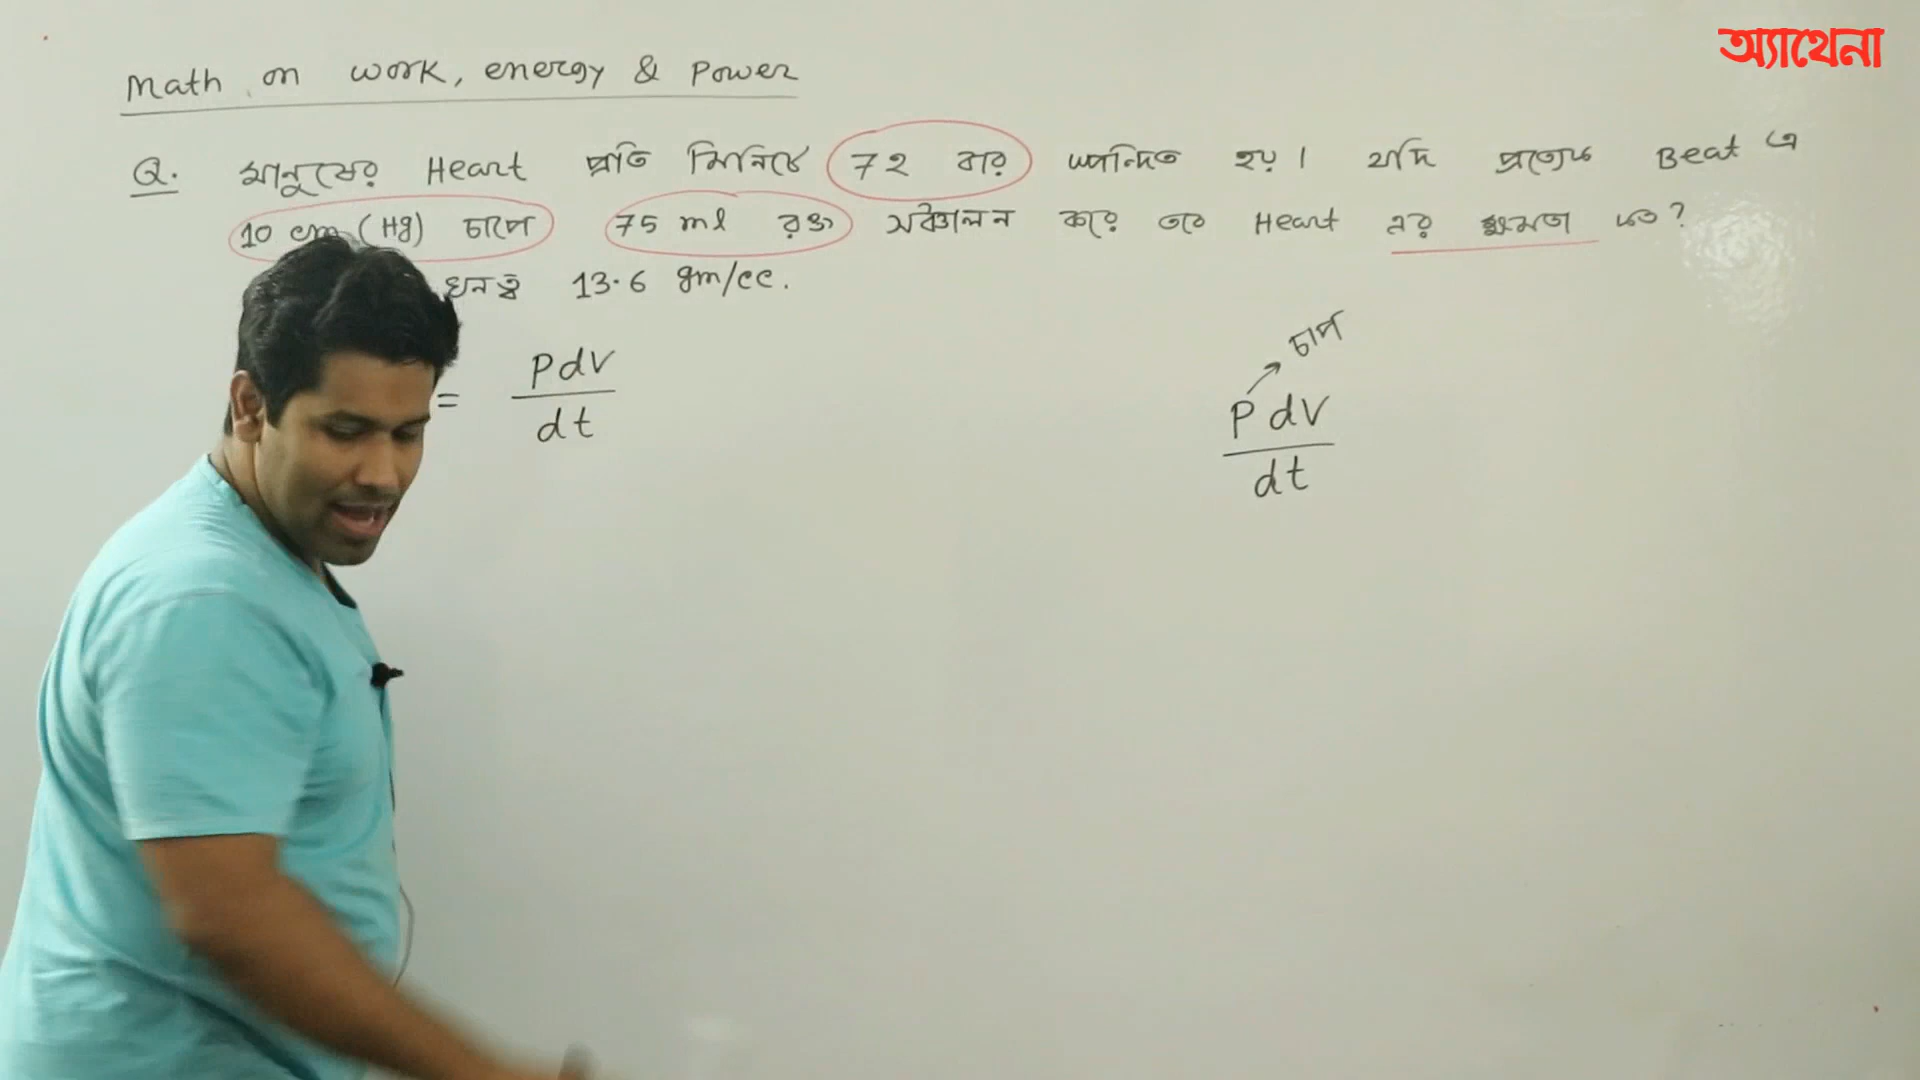 অ্যাথেনা
Math on work, energy & Power
Q. মানুষের Heart প্রতি মিনিটে 72 বার স্পন্দিত হয়। যদি প্রত্যেক Beat এ
10 cm (Hg) চাপে 75 ml রক্ত সঞ্চালন করে তবে Heart এর ক্ষমতা কত?
ঘনত্ব 13.6 gm/cc.
= PdV
dt
চাপ
P dV
dt